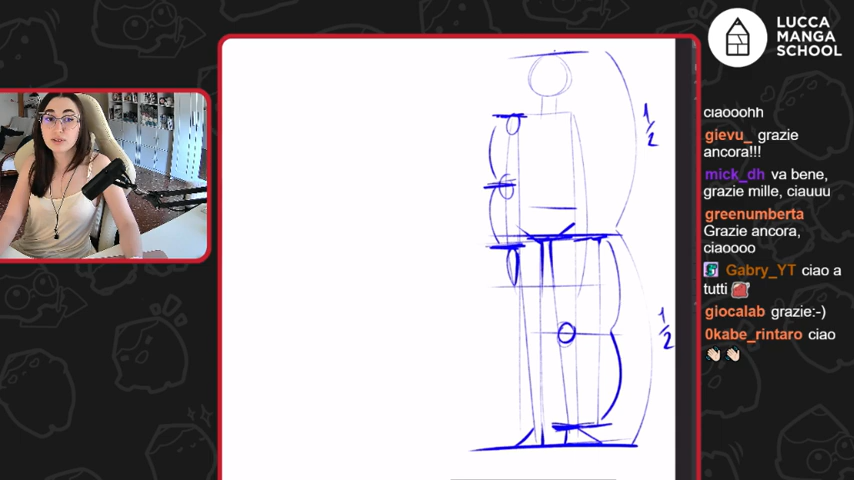 LUCCA
MANGA
SCHOOL
ciaooohh
gievu_ grazie
ancora!!!
mick_dh va bene,
grazie mille, ciauuu
greenumberta
Grazie ancora,
ciaoooo
Gabry_YT ciao a
tutti
giocalab grazie:-)
0kabe_rintaro ciao
1/2
1/2